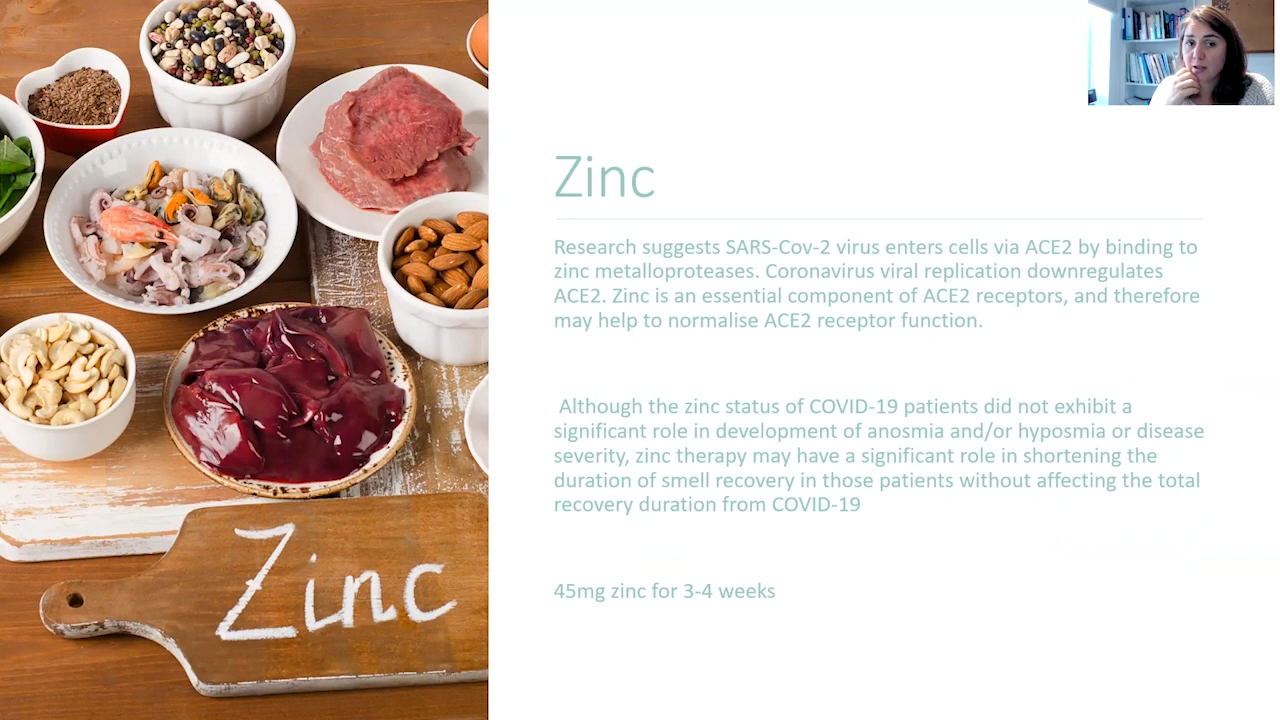 Zinc
Research suggests SARS-Cov-2 virus enters cells via ACE2 by binding to
zinc metalloproteases. Coronavirus viral replication downregulates
ACE2. Zinc is an essential component of ACE2 receptors, and therefore
may help to normalise ACE2 receptor function.
Although the zinc status of COVID-19 patients did not exhibit a
significant role in development of anosmia and/or hyposmia or disease
severity, zinc therapy may have a significant role in shortening the
duration of smell recovery in those patients without affecting the total
recovery duration from COVID-19
45mg zinc for 3-4 weeks
Zinc